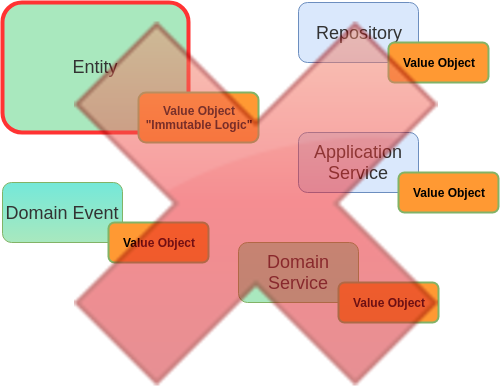 Entity
Value Object
"Immutable Logic"
Repository
Value Object
Application
Service
Value Object
Domain Event
Value Object
Domain
Service
Value Object